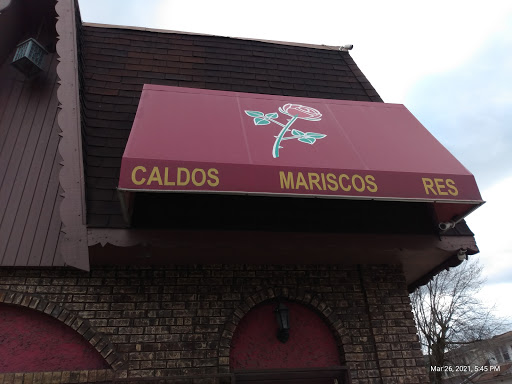 CALDOS MARISCOS RES
Mar 26, 2021, 5:45 PM